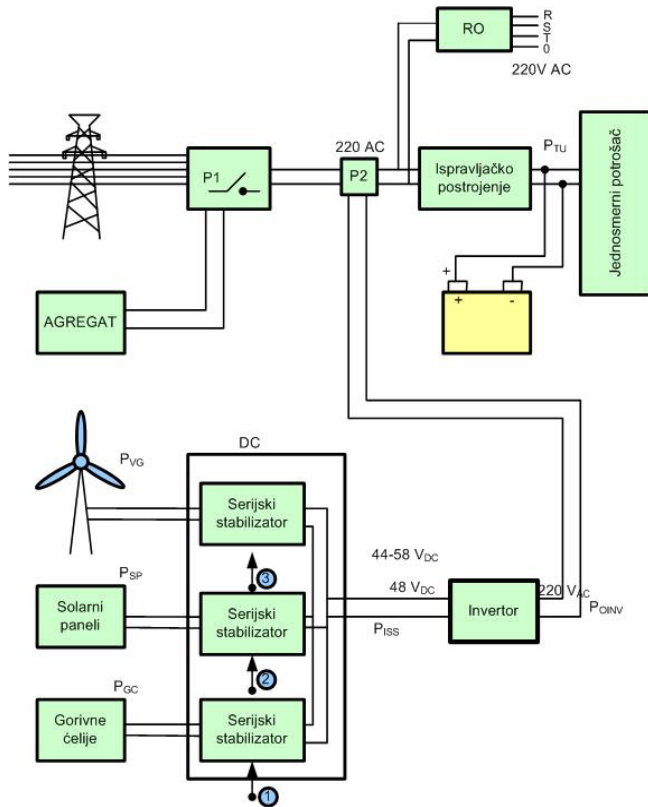 RO
R
S
T
0
220V AC
P1
220 AC
P2
Ispravljačko
postrojenje
PTU
Jednosmerni potrošač
AGREGAT
+
+
-
DC
PVG
Serijski
stabilizator
3
44-58 VDC
48 VDC
PSP
Solarni
paneli
Serijski
stabilizator
Invertor
220 VAC
POINV
PISS
2
PGC
Gorivne
ćelije
Serijski
stabilizator
1